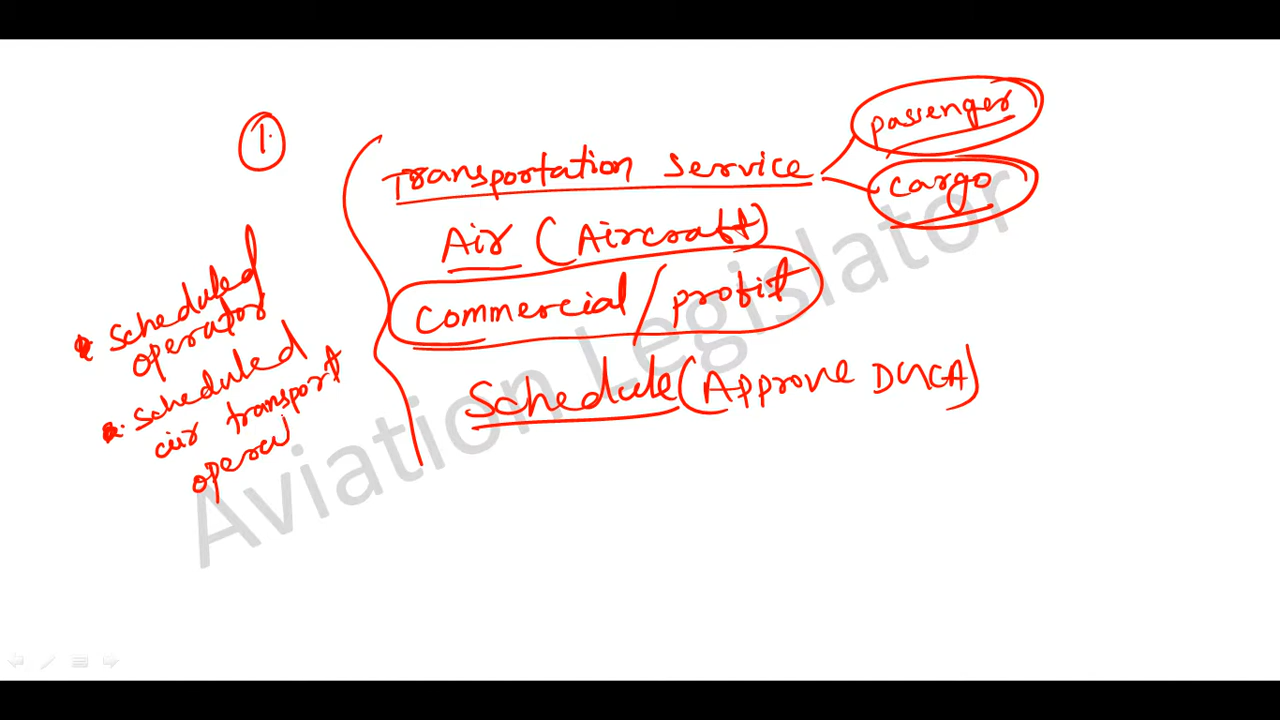 1.
Transportation service
passenger
cargo
Air (Aircraft)
commercial / profit
Schedule (Approve DGCA)
• scheduled
operator
• scheduled
air transport
opera
Aviation Legislator